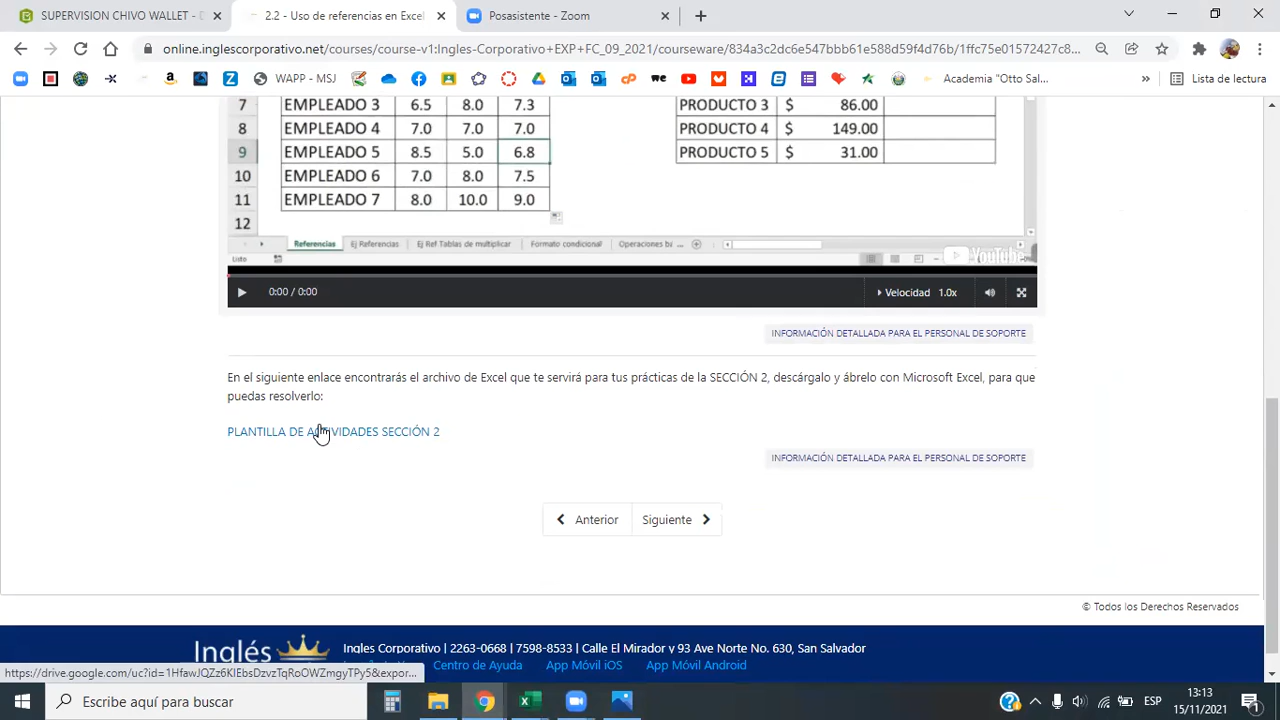 SUPERVISION CHIVO WALLET -
2.2 - Uso de referencias en Excel
Posasistente - Zoom
online.inglescorporativo.net/courses/course-v1:Ingles-Corporativo+EXP+FC_09_2021/courseware/834a3c2dc6e547bbb61e588d59f4d76b/1ffc75e01572427c8...
WAPP - MSJ
Academia "Otto Sal...
Lista de lectura
7 EMPLEADO 3 6.5 8.0 7.3 PRODUCTO 3 $ 86.00
8 EMPLEADO 4 7.0 7.0 7.0 PRODUCTO 4 $ 149.00
9 EMPLEADO 5 8.5 5.0 6.8 PRODUCTO 5 $ 31.00
10 EMPLEADO 6 7.0 8.0 7.5
11 EMPLEADO 7 8.0 10.0 9.0
12
Referencias Ej Referencias Ej Ref Tablas de multiplicar Formato condicional Operaciones ba ...
Listo
YouTube
0:00 / 0:00
Velocidad 1.0x
INFORMACIÓN DETALLADA PARA EL PERSONAL DE SOPORTE
En el siguiente enlace encontrarás el archivo de Excel que te servirá para tus prácticas de la SECCIÓN 2, descárgalo y ábrelo con Microsoft Excel, para que
puedas resolverlo:
PLANTILLA DE ACTIVIDADES SECCIÓN 2
INFORMACIÓN DETALLADA PARA EL PERSONAL DE SOPORTE
Anterior Siguiente
© Todos los Derechos Reservados
Inglés
Ingles Corporativo | 2263-0668 | 7598-8533 | Calle El Mirador y 93 Ave Norte No. 630, San Salvador
Centro de Ayuda App Móvil iOS App Móvil Android
Escribe aquí para buscar
ESP
13:13
15/11/2021